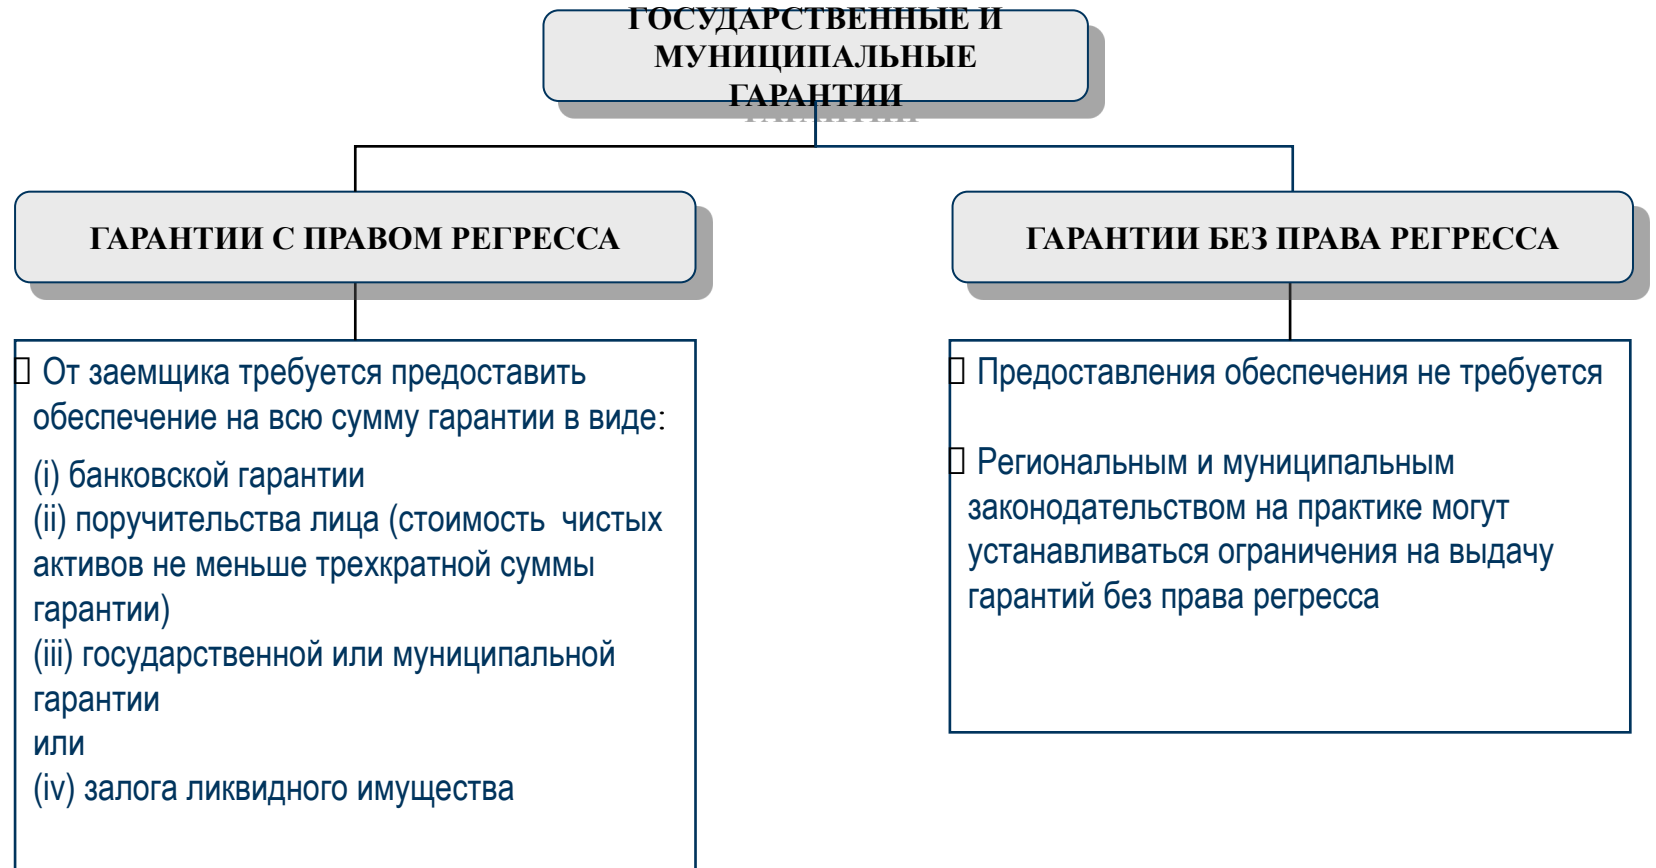 ГОСУДАРСТВЕННЫЕ И
МУНИЦИПАЛЬНЫЕ
ГАРАНТИИ
ГАРАНТИИ С ПРАВОМ РЕГРЕССА
От заемщика требуется предоставить
обеспечение на всю сумму гарантии в виде:
(i) банковской гарантии
(ii) поручительства лица (стоимость чистых
активов не меньше трехкратной суммы
гарантии)
(iii) государственной или муниципальной
гарантии
или
(iv) залога ликвидного имущества
ГАРАНТИИ БЕЗ ПРАВА РЕГРЕССА
Предоставления обеспечения не требуется
Региональным и муниципальным
законодательством на практике могут
устанавливаться ограничения на выдачу
гарантий без права регресса